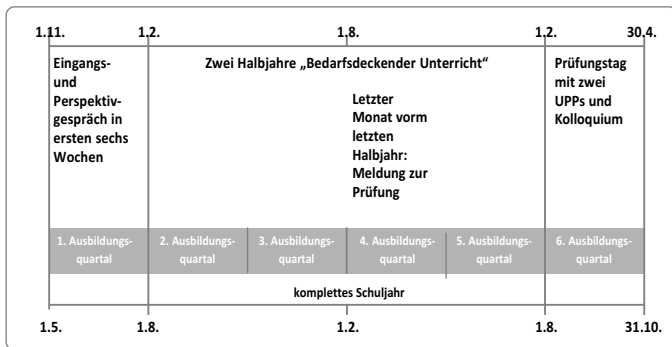 1.11. 1.2. 1.8. 1.2. 30.4.
Eingangs-
und
Perspektiv-
gespräch in
ersten sechs
Wochen
Zwei Halbjahre „Bedarfsdeckender Unterricht“
Letzter
Monat vorm
letzten
Halbjahr:
Meldung zur
Prüfung
Prüfungstag
mit zwei
UPPs und
Kolloquium
1. Ausbildungs-
quartal
2. Ausbildungs-
quartal
3. Ausbildungs-
quartal
4. Ausbildungs-
quartal
5. Ausbildungs-
quartal
6. Ausbildungs-
quartal
komplettes Schuljahr
1.5. 1.8. 1.2. 1.8. 31.10.